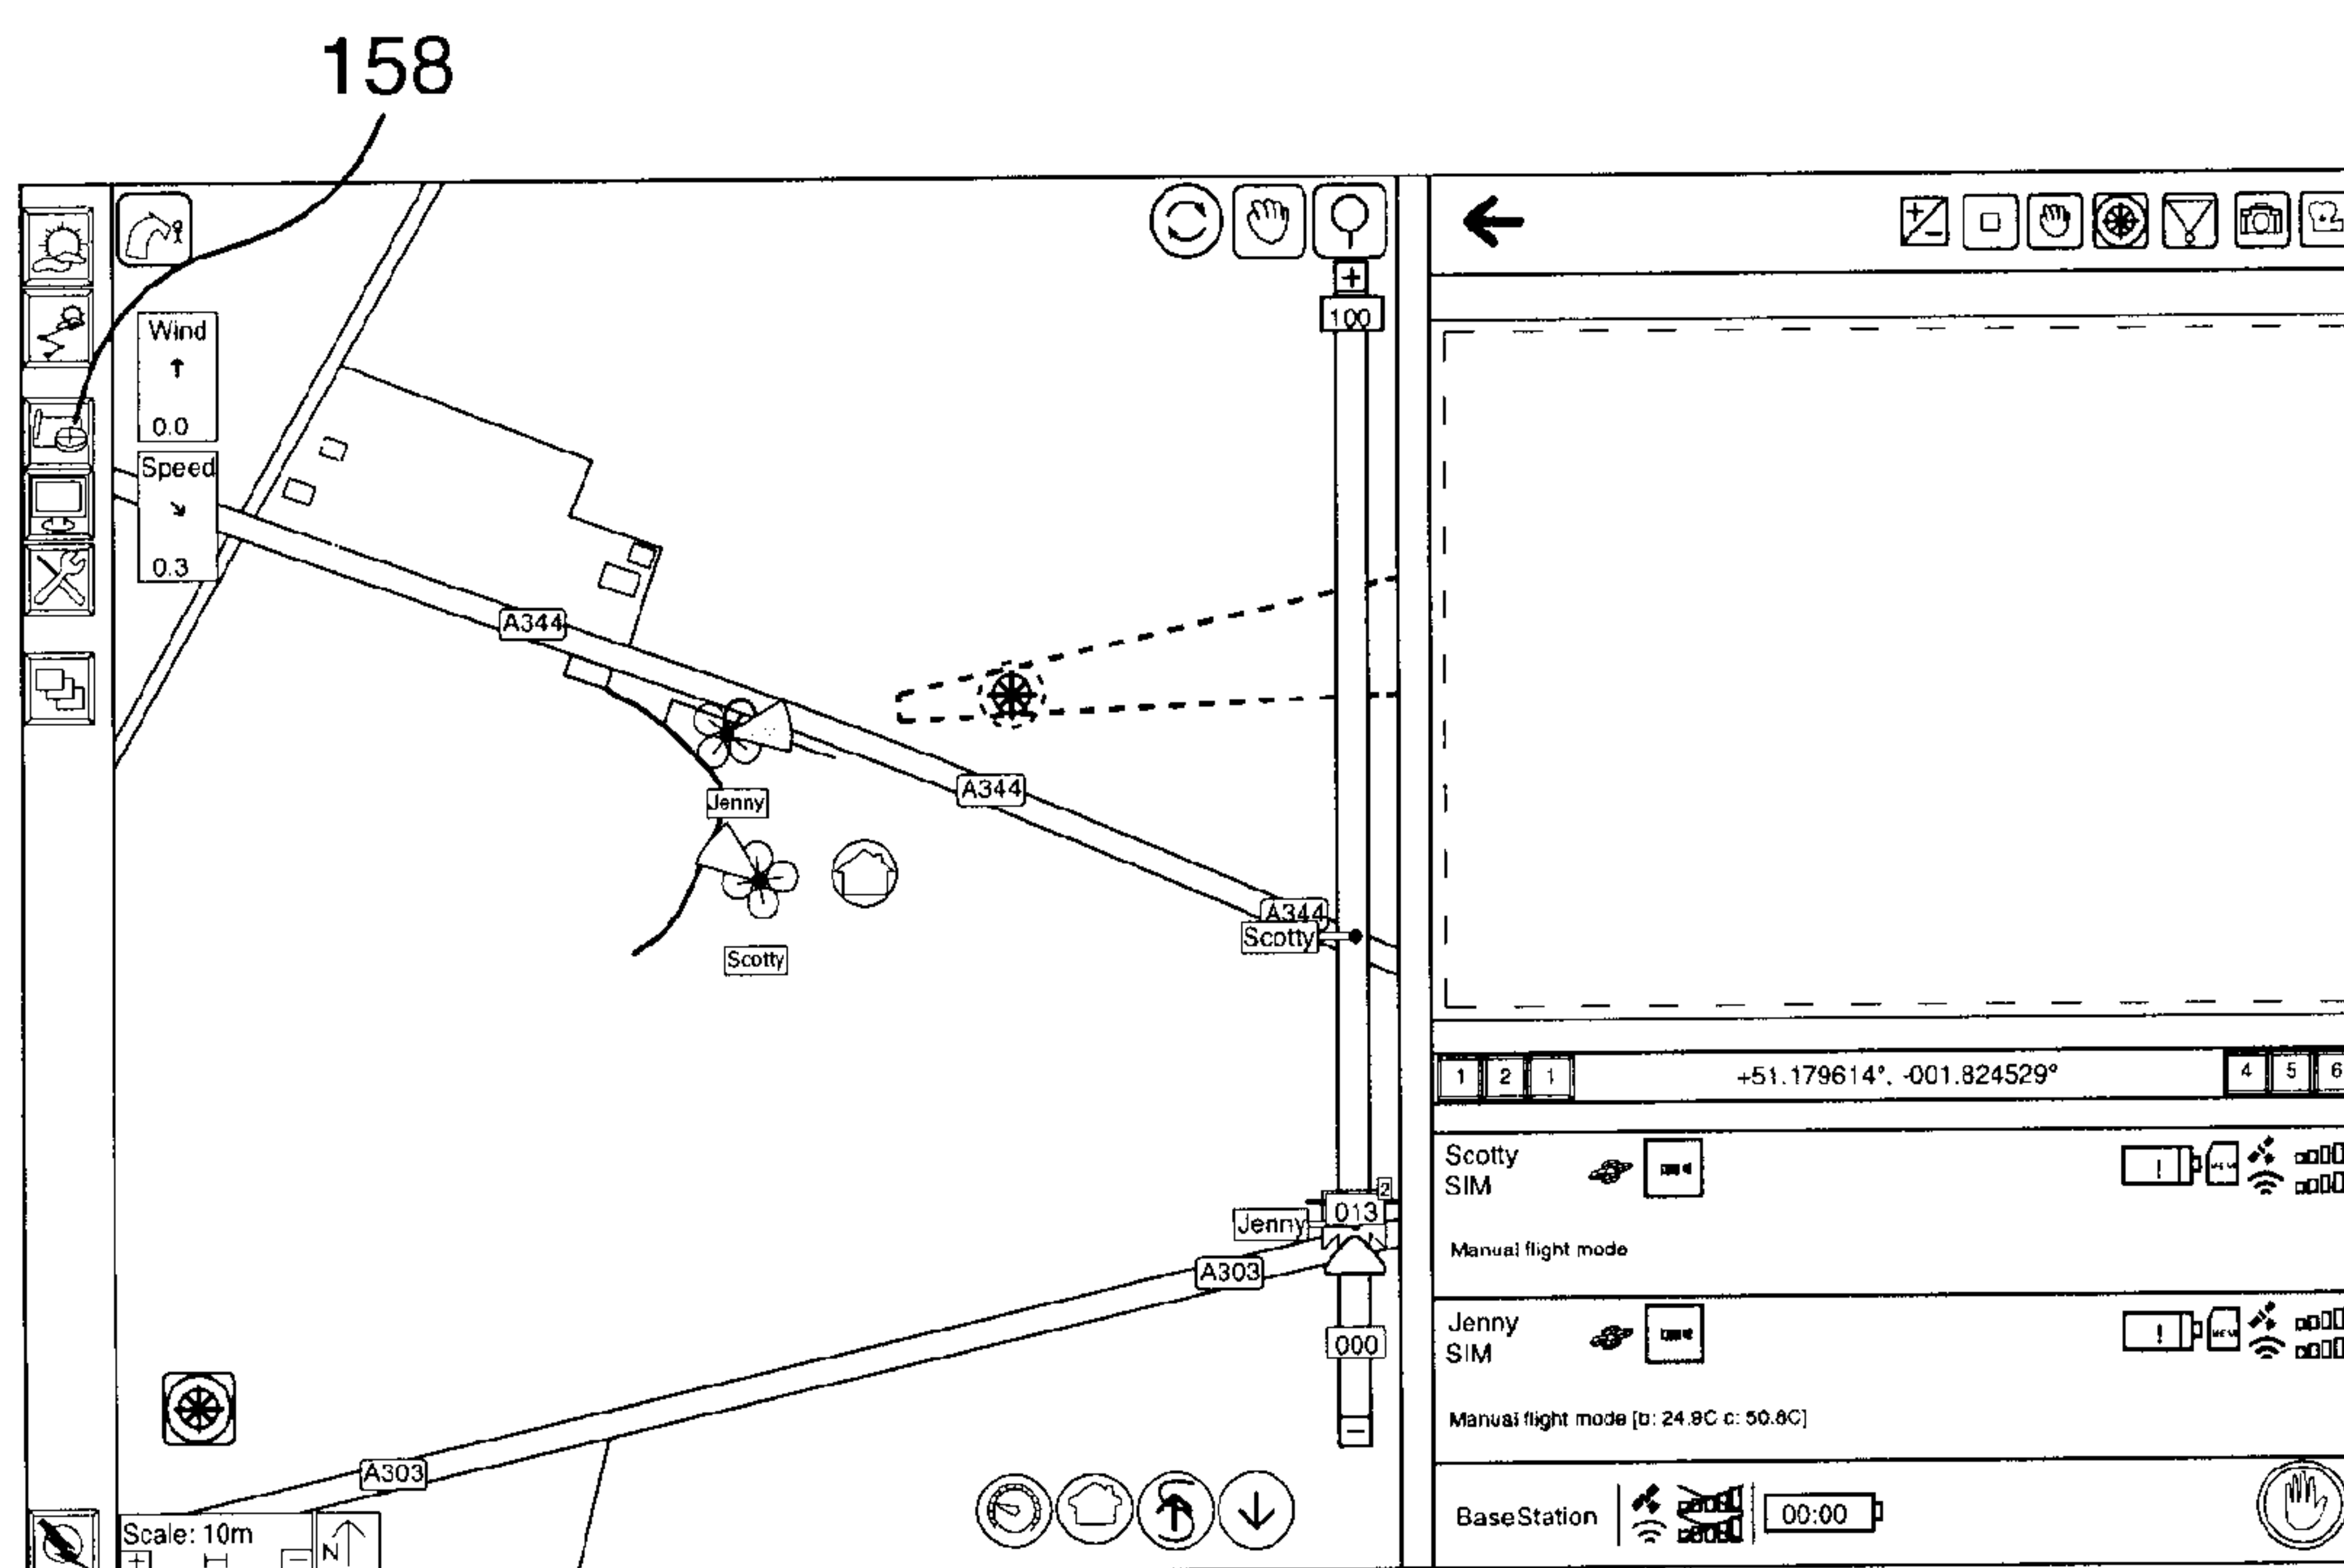 158
Wind
0.0
Speed
0.3
+
100
A344
A344
Jenny
Scotty
A344
Scotty
2
013
Jenny
A303
000
−
A303
Scale: 10m
+
−
N
+
−
1 2 1
+51.179614°, -001.824529°
4 5 6
Scotty
SIM
!
Manual flight mode
Jenny
SIM
!
Manual flight mode [b: 24.9C c: 50.8C]
BaseStation
00:00